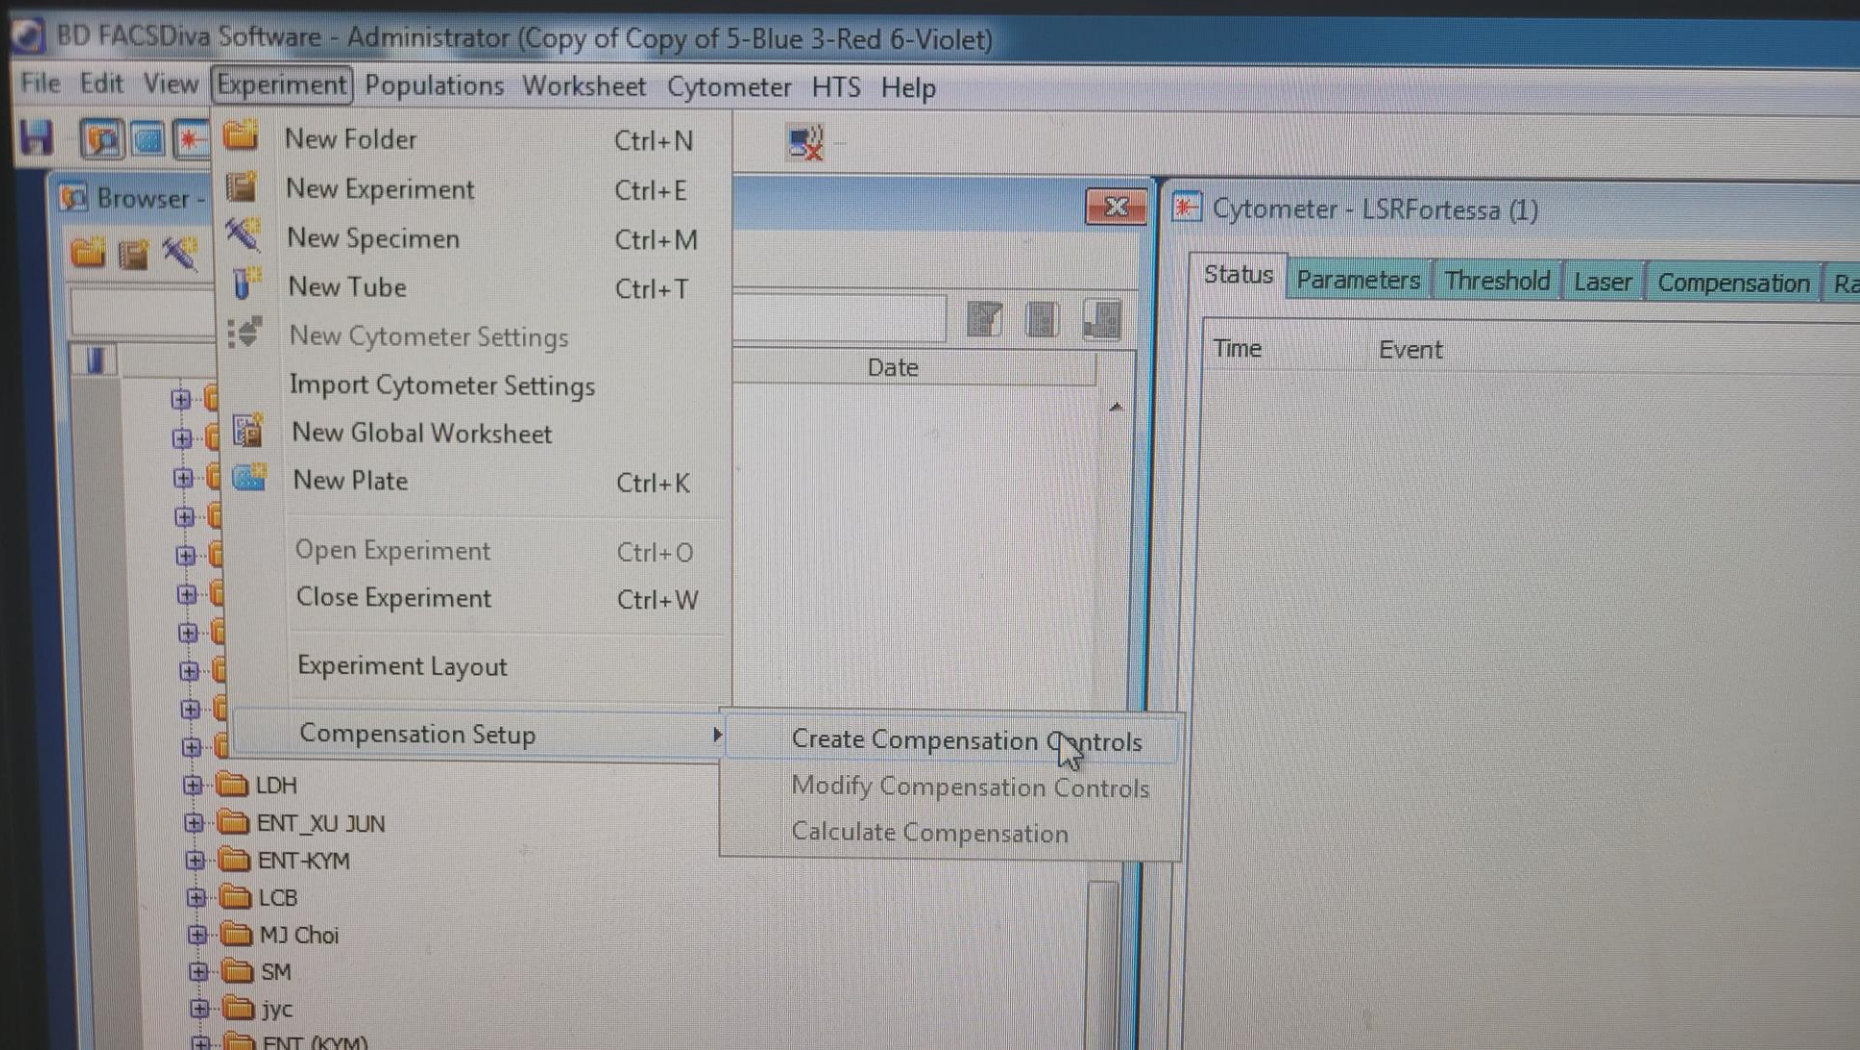 BD FACSDiva Software - Administrator (Copy of Copy of 5-Blue 3-Red 6-Violet)
File Edit View Experiment Populations Worksheet Cytometer HTS Help
New Folder Ctrl+N
New Experiment Ctrl+E
New Specimen Ctrl+M
New Tube Ctrl+T
New Cytometer Settings
Import Cytometer Settings
New Global Worksheet
New Plate Ctrl+K
Open Experiment Ctrl+O
Close Experiment Ctrl+W
Experiment Layout
Compensation Setup
Create Compensation Controls
Modify Compensation Controls
Calculate Compensation
Browser -
Date
LDH
ENT_XU JUN
ENT-KYM
LCB
MJ Choi
SM
jyc
ENT (KYM)
Cytometer - LSRFortessa (1)
Status Parameters Threshold Laser Compensation Ra
Time Event